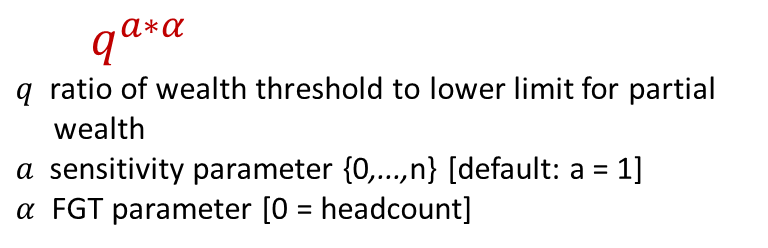 q^{a*α}
q ratio of wealth threshold to lower limit for partial
wealth
a sensitivity parameter {0,...,n} [default: a = 1]
α FGT parameter [0 = headcount]